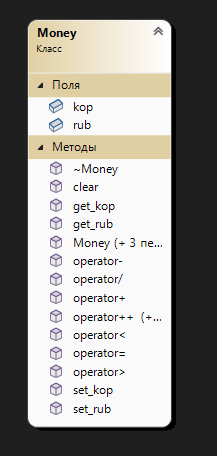 Money
Класс
Поля
kop
rub
Методы
~Money
clear
get_kop
get_rub
Money (+ 3 пе...
operator-
operator/
operator+
operator++ (+...
operator<
operator=
operator>
set_kop
set_rub